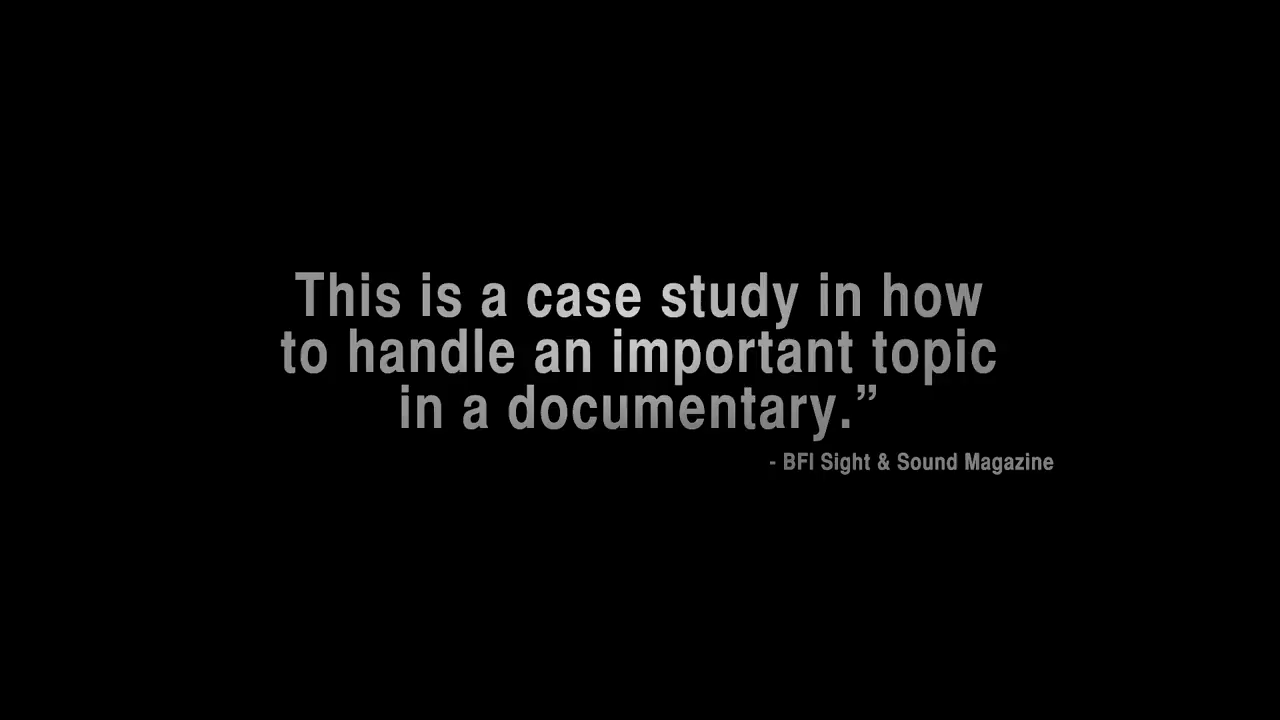 This is a case study in how
to handle an important topic
in a documentary.”
- BFI Sight & Sound Magazine